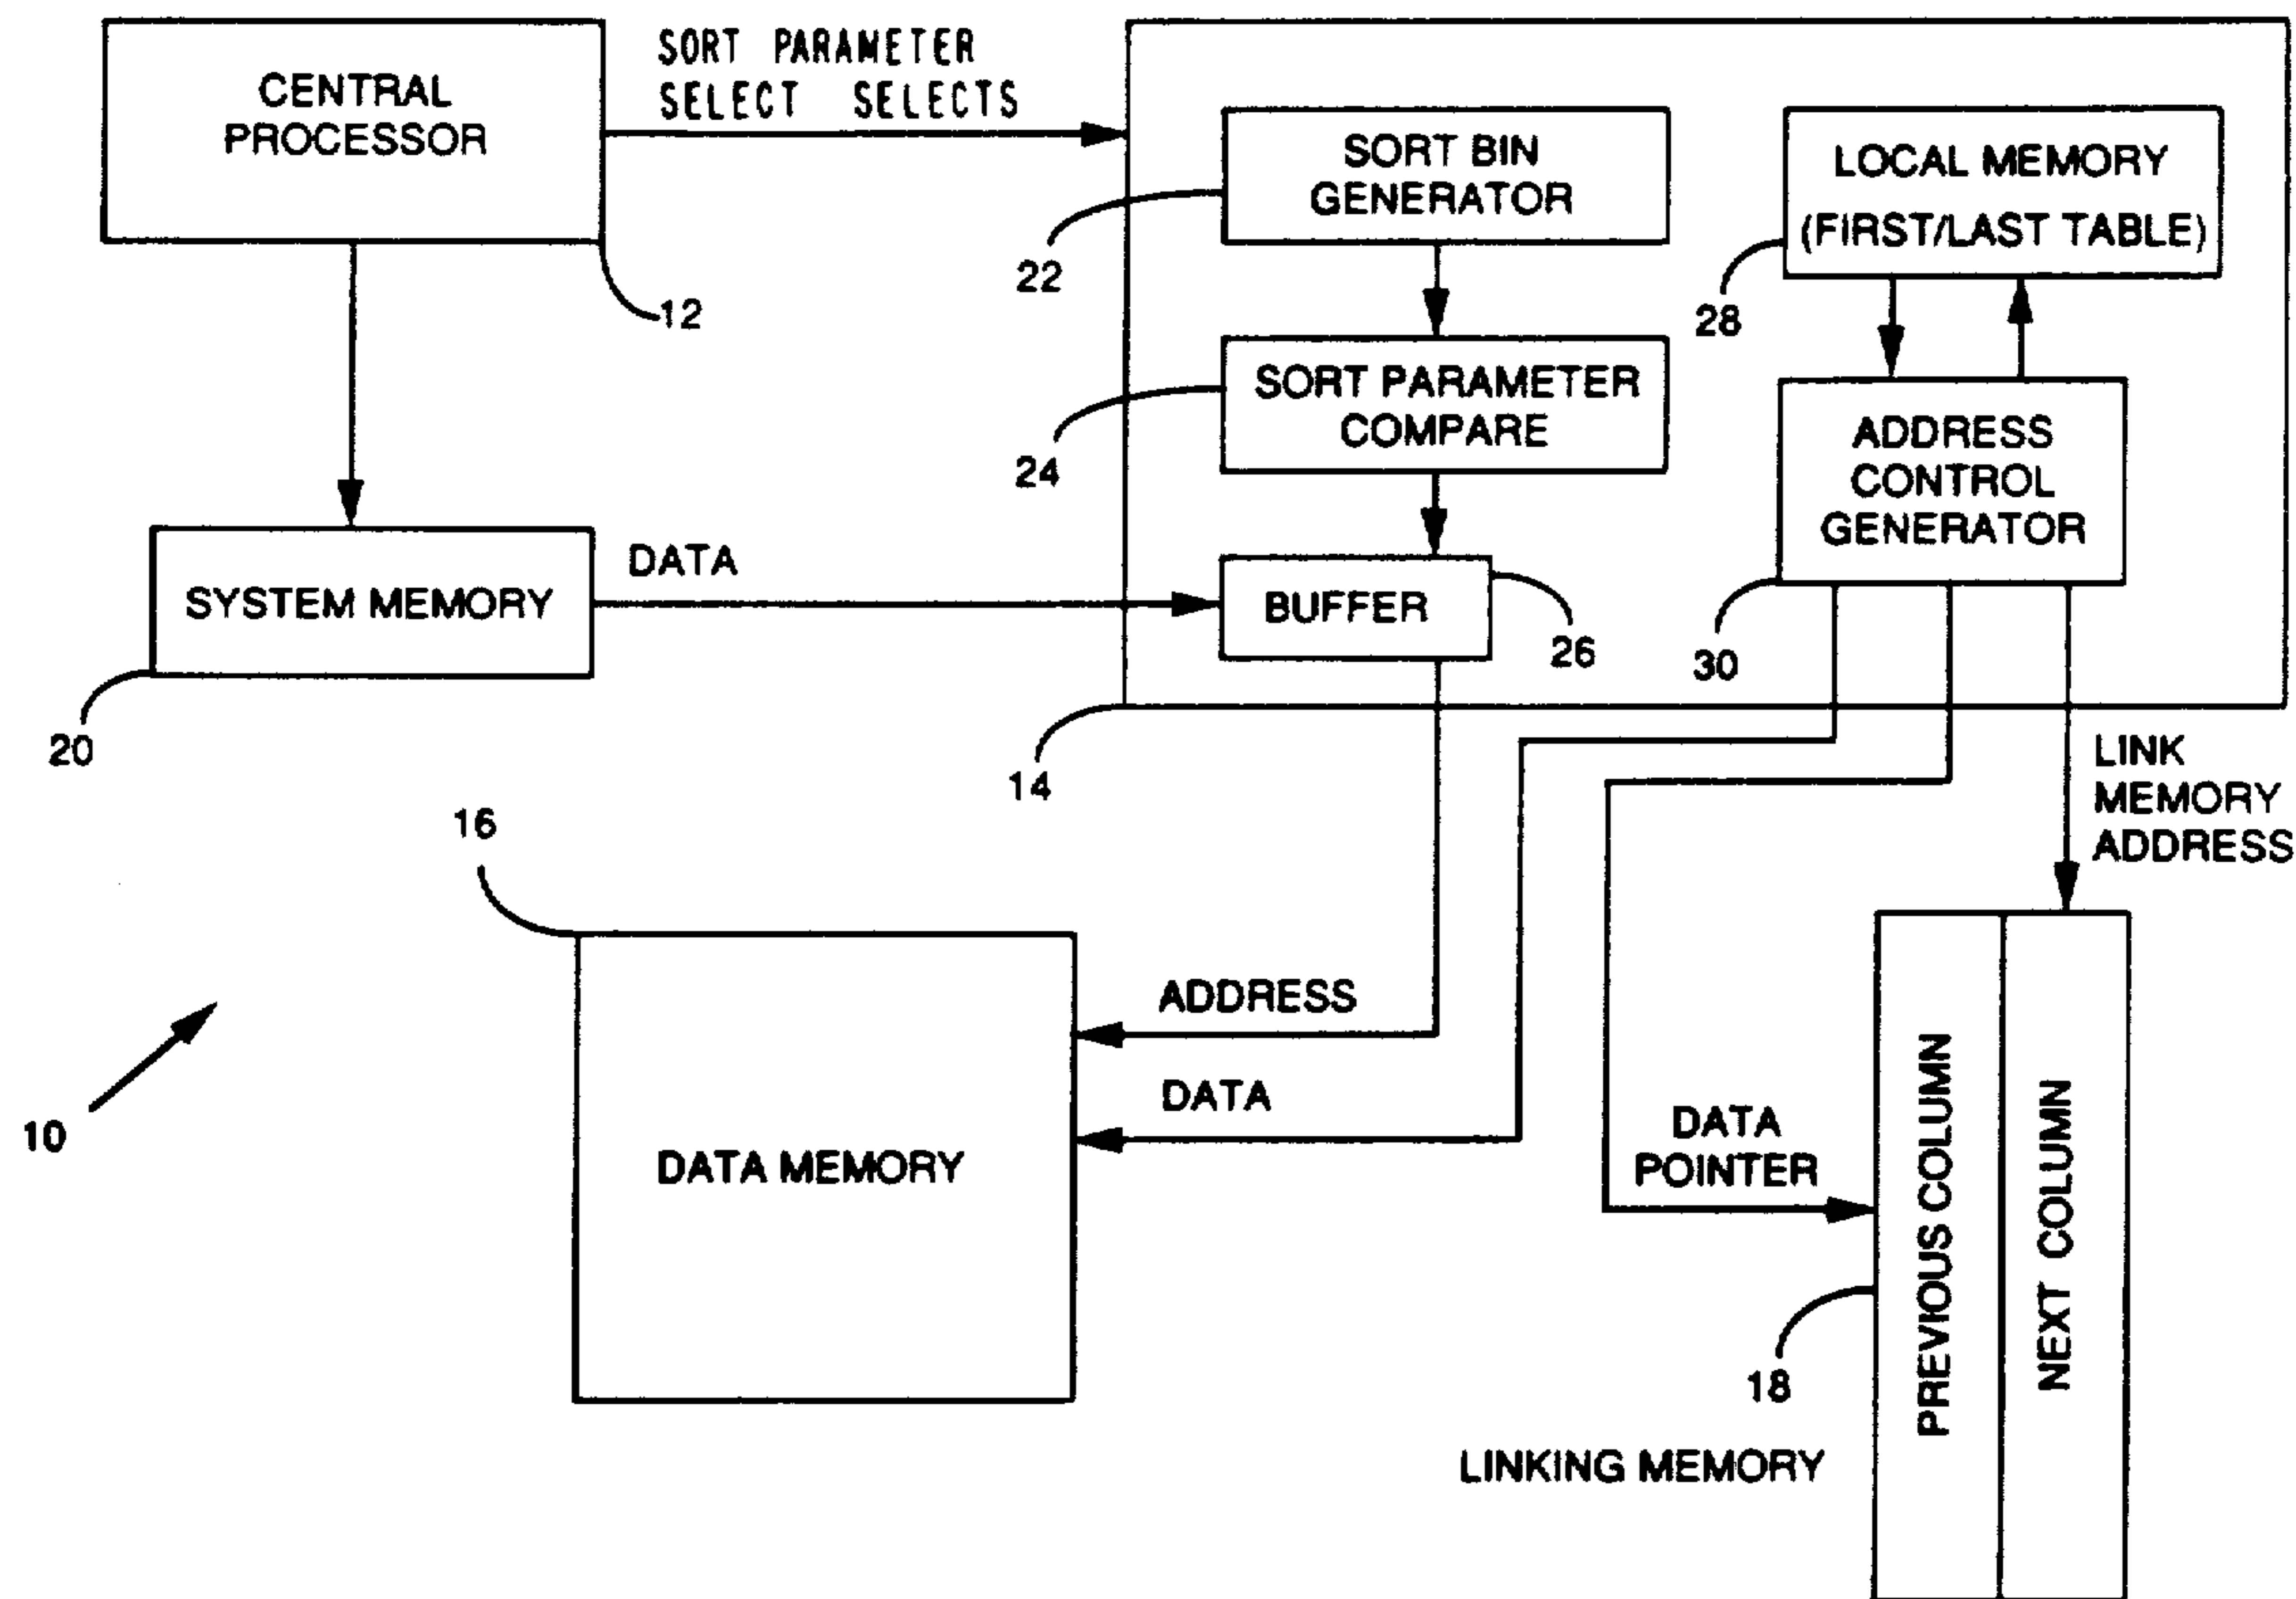 CENTRAL
PROCESSOR
SORT PARAMETER
SELECT SELECTS
12
SORT BIN
GENERATOR
22
LOCAL MEMORY
(FIRST/LAST TABLE)
28
SORT PARAMETER
COMPARE
24
ADDRESS
CONTROL
GENERATOR
30
SYSTEM MEMORY
20
DATA
BUFFER
26
14
LINK
MEMORY
ADDRESS
16
ADDRESS
DATA
DATA MEMORY
10
DATA
POINTER
PREVIOUS COLUMN
NEXT COLUMN
18
LINKING MEMORY